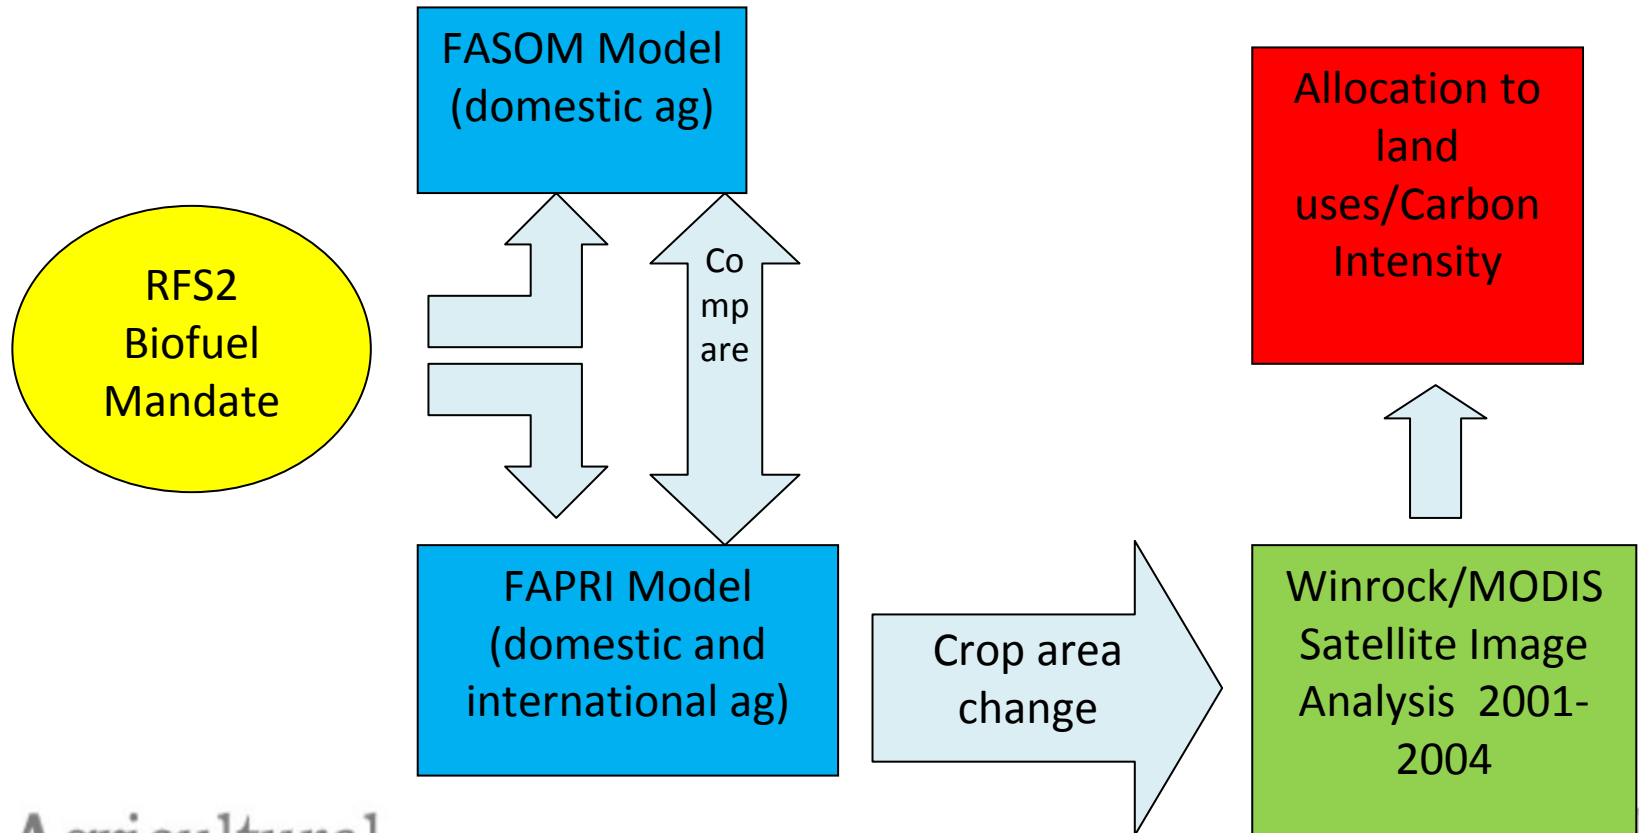 FASOM Model
(domestic ag)
Allocation to
land
uses/Carbon
Intensity
RFS2
Biofuel
Mandate
Co
mp
are
FAPRI Model
(domestic and
international ag)
Crop area
change
Winrock/MODIS
Satellite Image
Analysis 2001-
2004
Agricultural